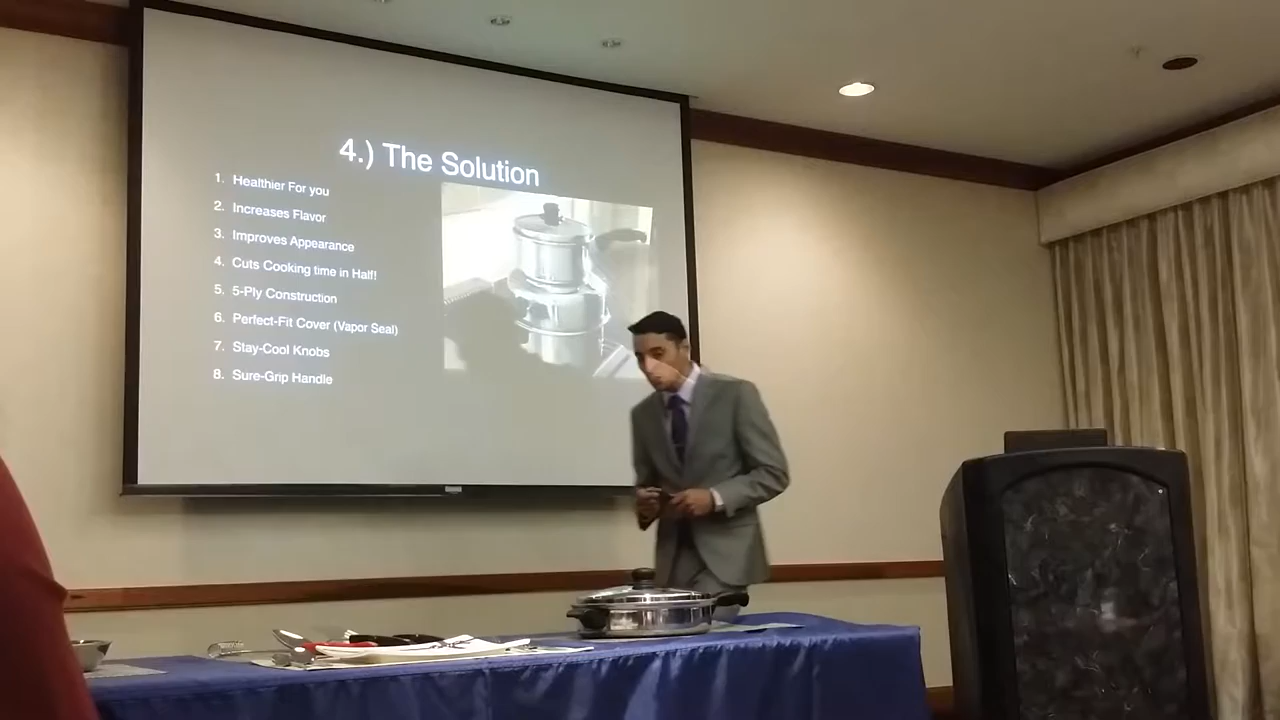 4.) The Solution
1. Healthier For you
2. Increases Flavor
3. Improves Appearance
4. Cuts Cooking time in Half!
5. 5-Ply Construction
6. Perfect-Fit Cover (Vapor Seal)
7. Stay-Cool Knobs
8. Sure-Grip Handle